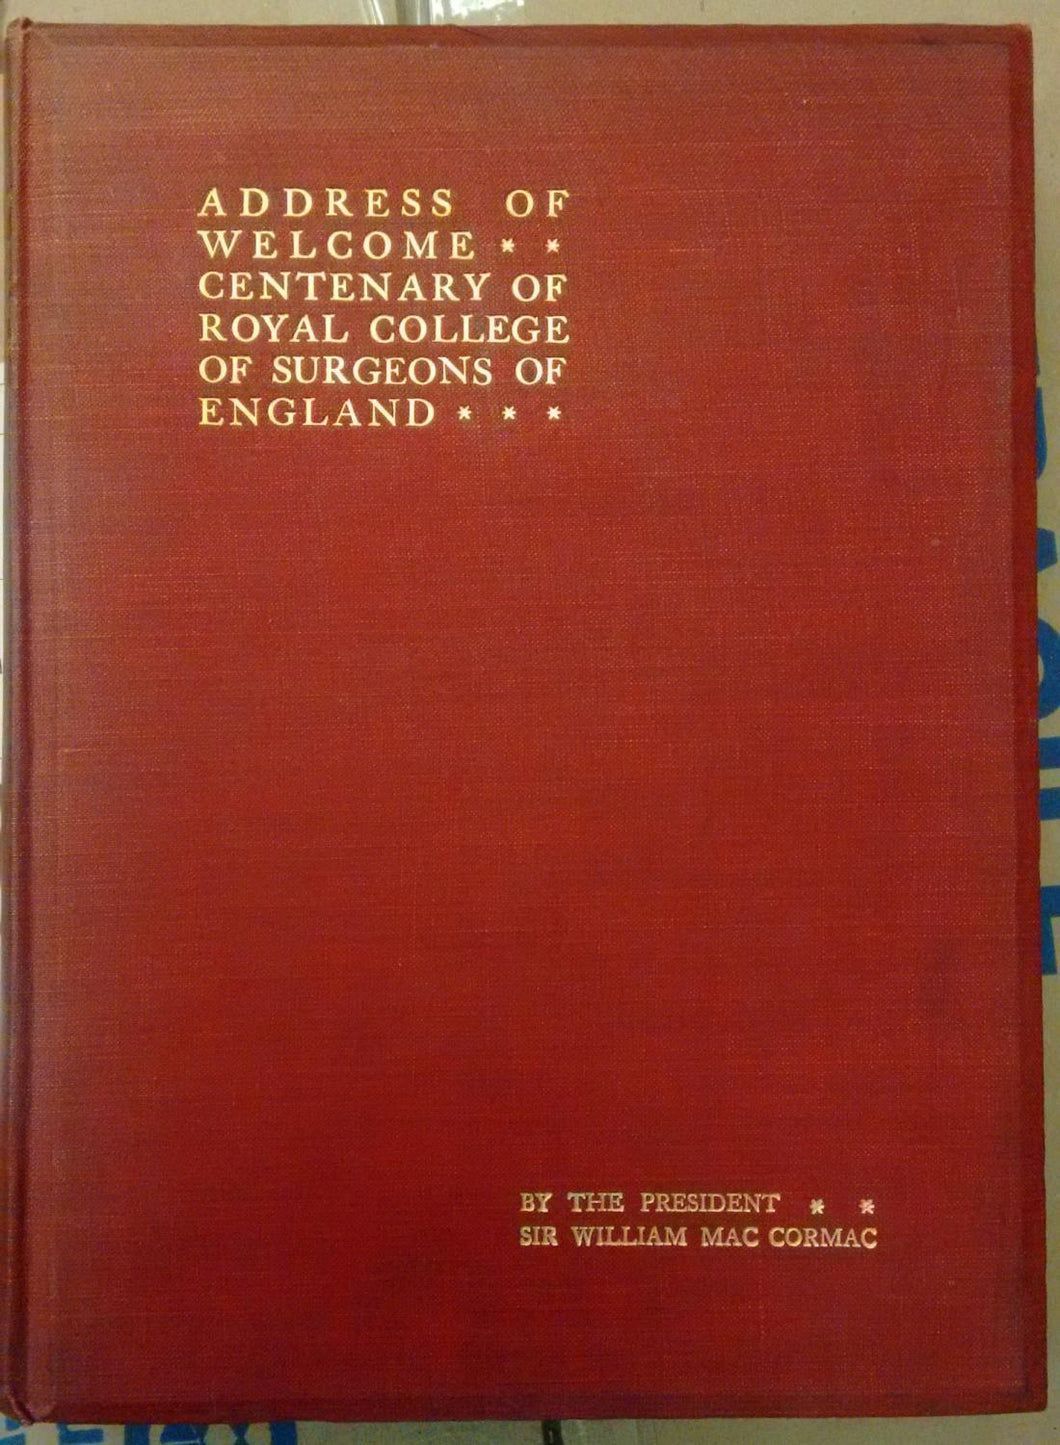 ADDRESS OF
WELCOME * *
CENTENARY OF
ROYAL COLLEGE
OF SURGEONS OF
ENGLAND * * *
BY THE PRESIDENT * *
SIR WILLIAM MAC CORMAC